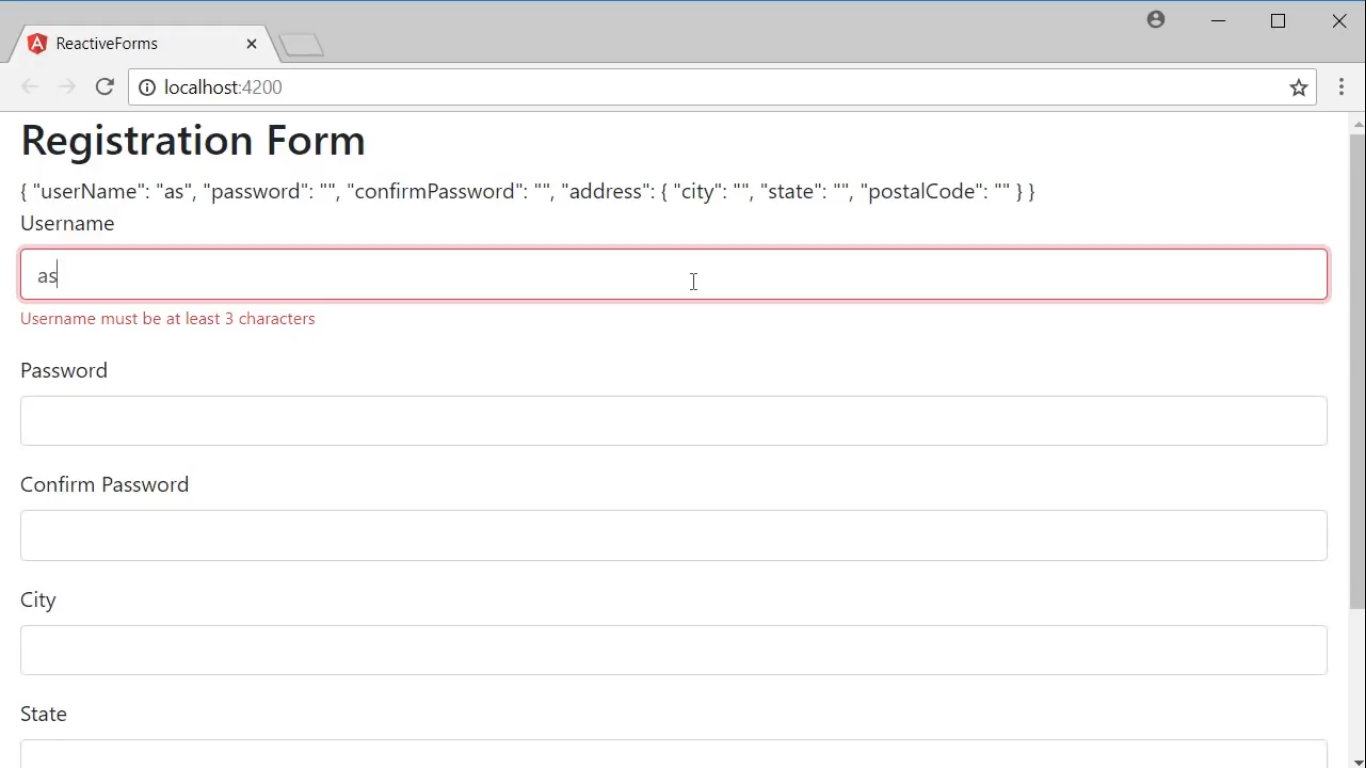 ReactiveForms
localhost:4200
Registration Form
{ "userName": "as", "password": "", "confirmPassword": "", "address": { "city": "", "state": "", "postalCode": "" } }
Username
as
Username must be at least 3 characters
Password
Confirm Password
City
State